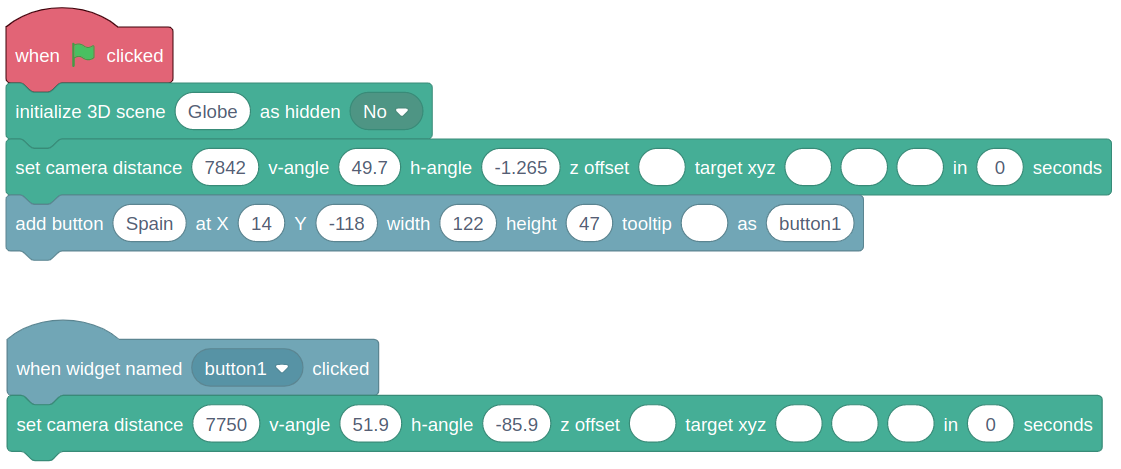 when clicked
initialize 3D scene Globe as hidden No
set camera distance 7842 v-angle 49.7 h-angle -1.265 z offset target xyz in 0 seconds
add button Spain at X 14 Y -118 width 122 height 47 tooltip as button1
when widget named button1 clicked
set camera distance 7750 v-angle 51.9 h-angle -85.9 z offset target xyz in 0 seconds